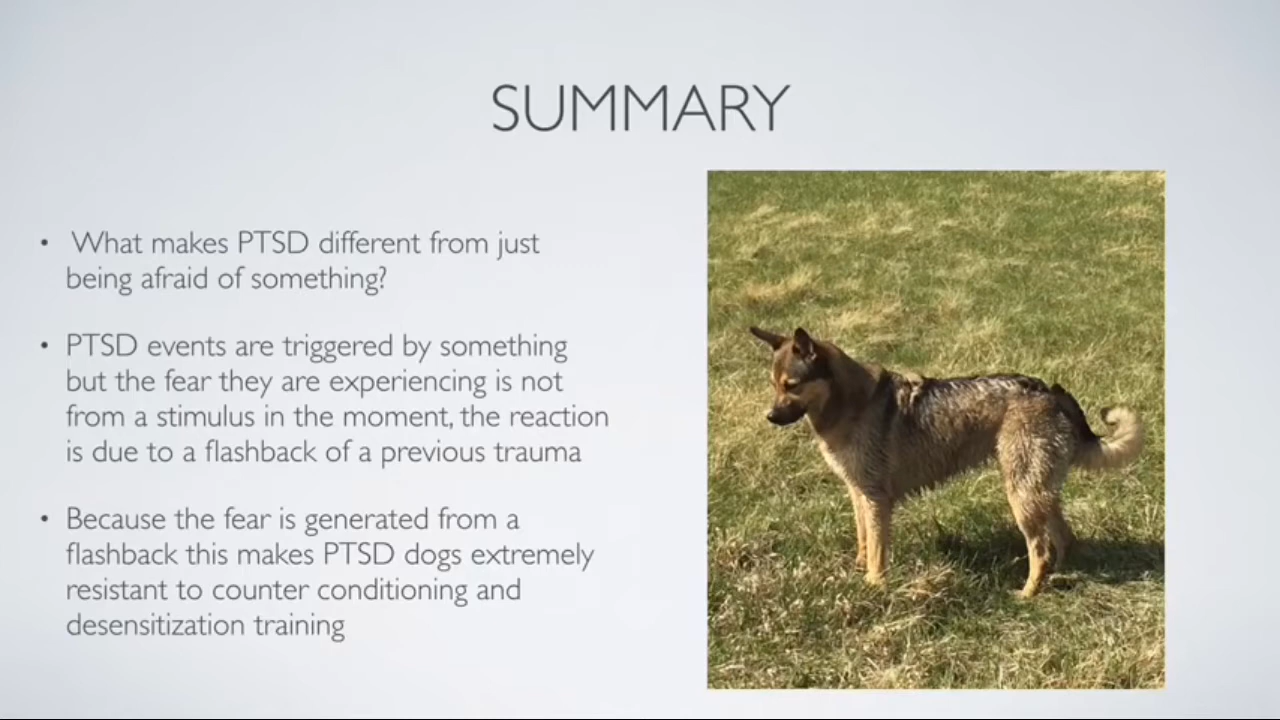 SUMMARY
• What makes PTSD different from just
being afraid of something?
• PTSD events are triggered by something
but the fear they are experiencing is not
from a stimulus in the moment, the reaction
is due to a flashback of a previous trauma
• Because the fear is generated from a
flashback this makes PTSD dogs extremely
resistant to counter conditioning and
desensitization training